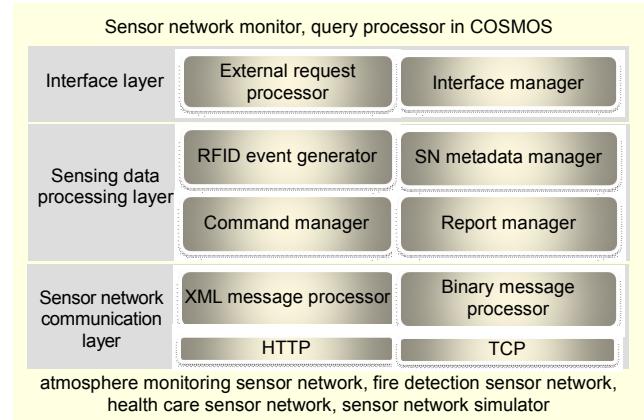 Sensor network monitor, query processor in COSMOS
Interface layer
External request
processor
Interface manager
Sensing data
processing layer
RFID event generator
SN metadata manager
Command manager
Report manager
Sensor network
communication
layer
XML message processor
Binary message
processor
HTTP
TCP
atmosphere monitoring sensor network, fire detection sensor network,
health care sensor network, sensor network simulator